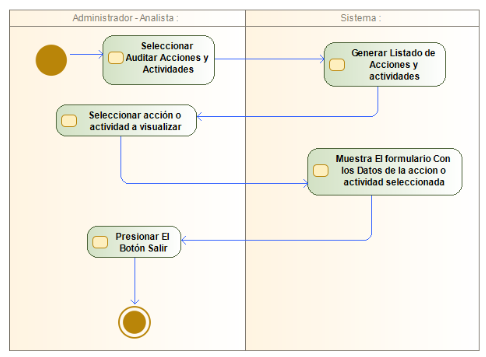 Administrador - Analista :
Sistema :
Seleccionar
Auditar Acciones y
Actividades
Generar Listado de
Acciones y
actividades
Seleccionar acción o
actividad a visualizar
Muestra El formulario Con
los Datos de la accion o
actividad seleccionada
Presionar El
Botón Salir